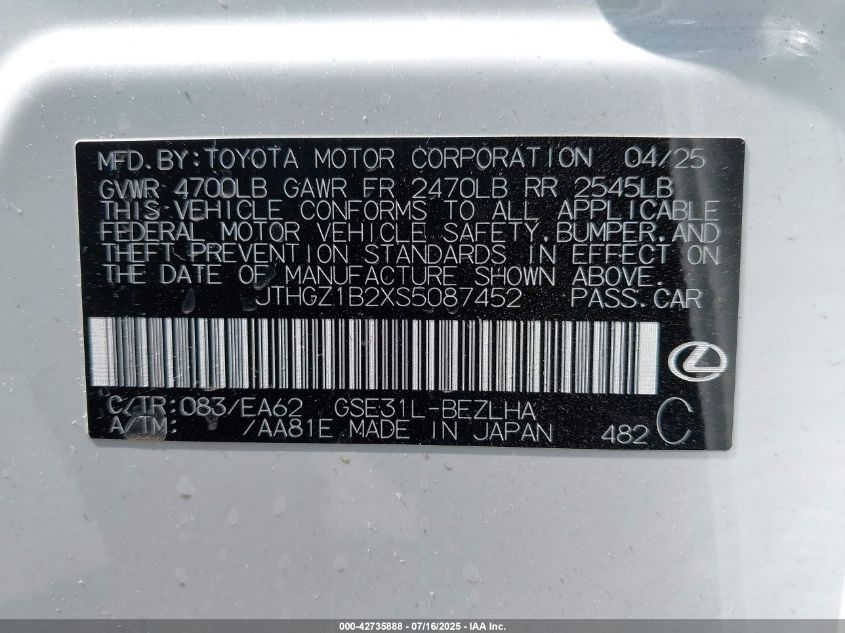 MFD. BY: TOYOTA MOTOR CORPORATION 04/25
GVWR 4700LB GAWR FR 2470LB RR 2545LB
THIS VEHICLE CONFORMS TO ALL APPLICABLE
FEDERAL MOTOR VEHICLE SAFETY, BUMPER, AND
THEFT PREVENTION STANDARDS IN EFFECT ON
THE DATE OF MANUFACTURE SHOWN ABOVE.
JTHGZ1B2XS5087452 PASS. CAR
C/TR: 083/EA62 GSE31L-BEZLHA
A/TM: /AA81E MADE IN JAPAN 482 C
000-42735888 - 07/16/2025 - IAA Inc.